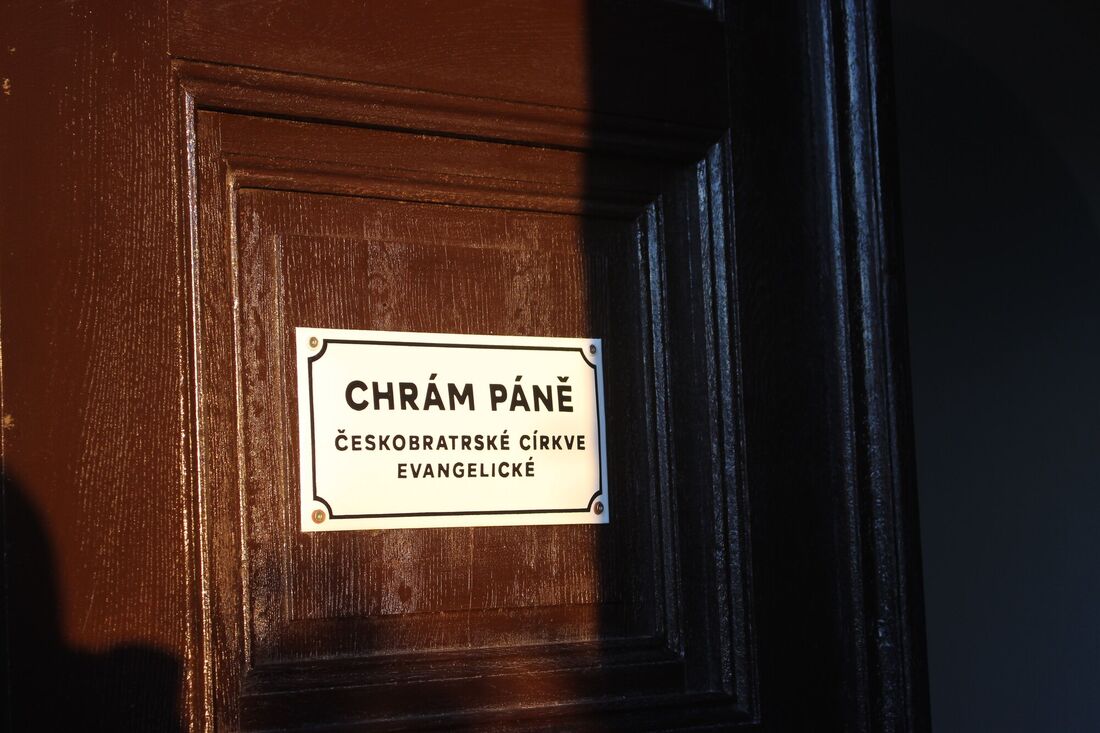 CHRÁM PÁNĚ
ČESKOBRATRSKÉ CÍRKVE
EVANGELICKÉ